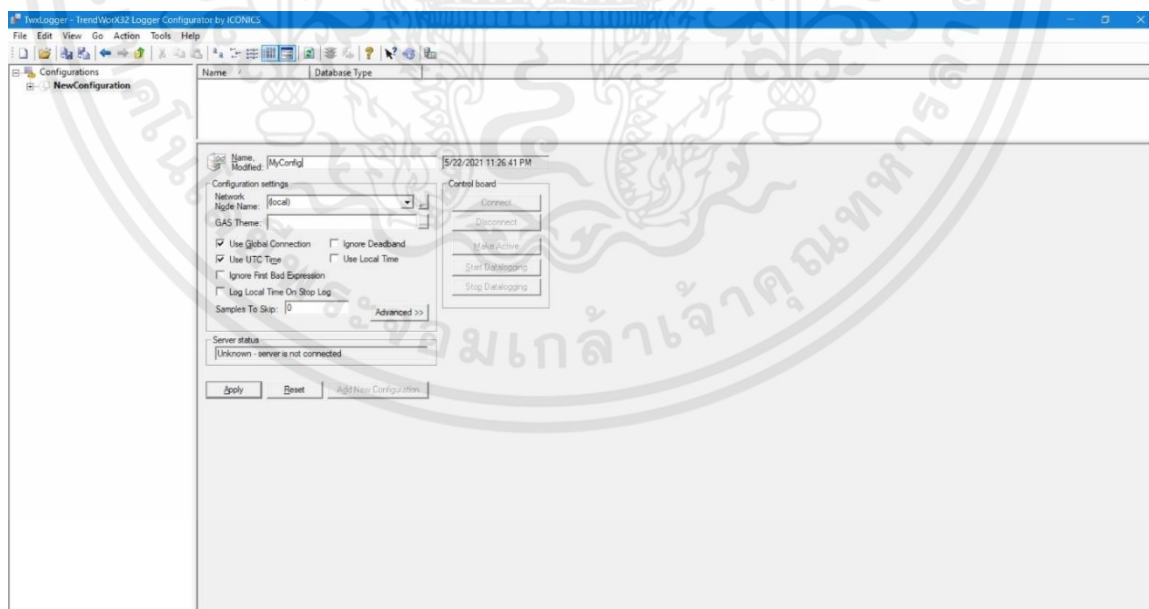 TwxLogger - TrendWorX32 Logger Configurator by ICONICS
File Edit View Go Action Tools Help
Configurations
NewConfiguration
Name Database Type
Name, Modified: MyConfig 5/22/2021 11:26:41 PM
Configuration settings
Control board
Network Node Name: (local)
Connect
GAS Theme:
Disconnect
Use Global Connection Ignore Deadband
Make Active
Use UTC Time Use Local Time
Start Datalogging
Ignore First Bad Expression
Log Local Time On Stop Log
Stop Datalogging
Samples To Skip: 0 Advanced >>
Server status
Unknown - server is not connected
Apply Reset Add New Configuration